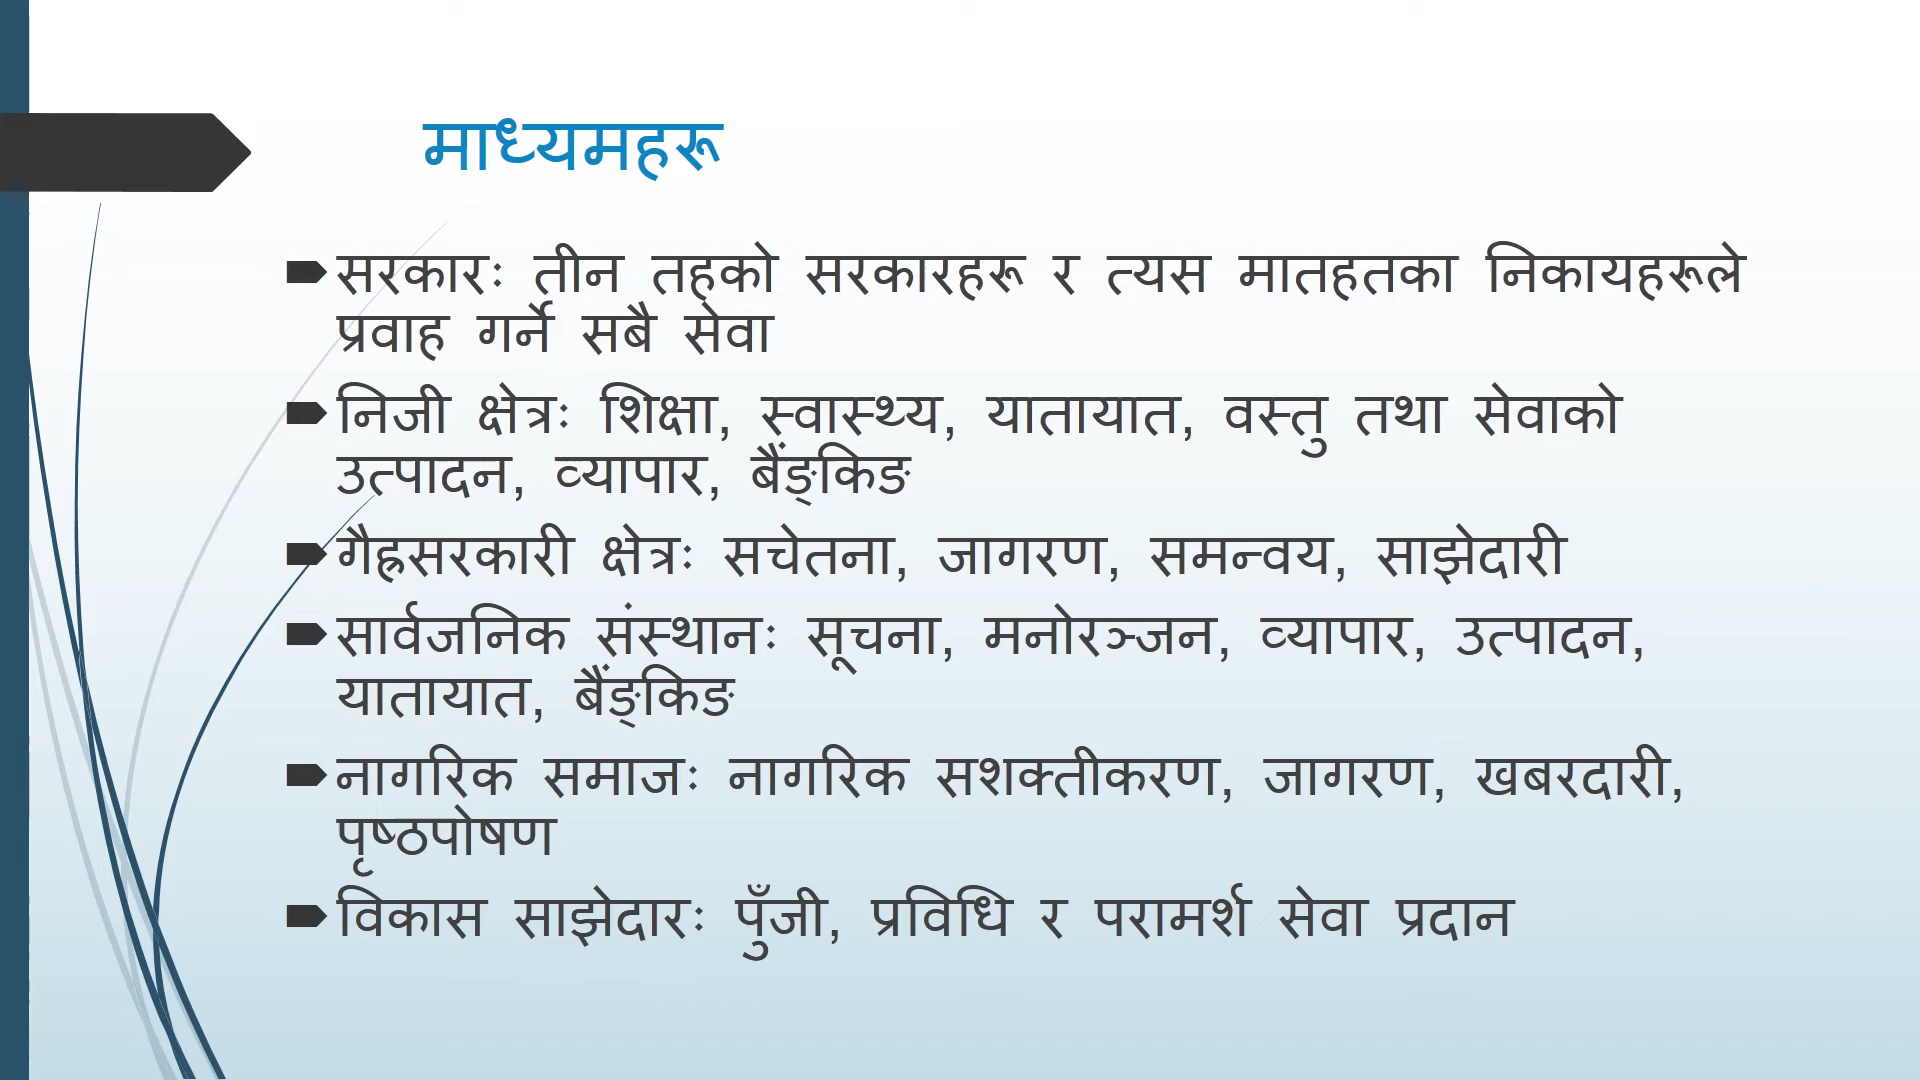 माध्यमहरू
सरकारः तीन तहको सरकारहरू र त्यस मातहतका निकायहरूले
प्रवाह गर्ने सबै सेवा
निजी क्षेत्रः शिक्षा, स्वास्थ्य, यातायात, वस्तु तथा सेवाको
उत्पादन, व्यापार, बैंङ्किङ
गैह्रसरकारी क्षेत्रः सचेतना, जागरण, समन्वय, साझेदारी
सार्वजनिक संस्थानः सूचना, मनोरञ्जन, व्यापार, उत्पादन,
यातायात, बैंङ्किङ
नागरिक समाजः नागरिक सशक्तीकरण, जागरण, खबरदारी,
पृष्ठपोषण
विकास साझेदारः पुँजी, प्रविधि र परामर्श सेवा प्रदान